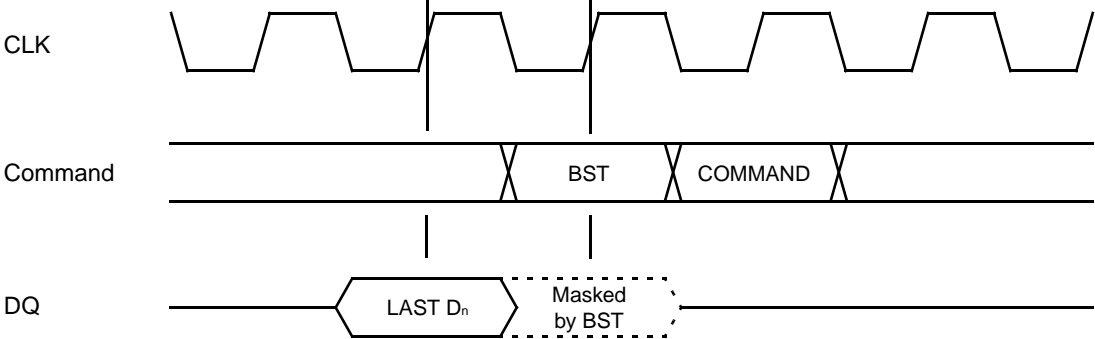 CLK
Command
BST
COMMAND
DQ
LAST Dn
Masked
by BST